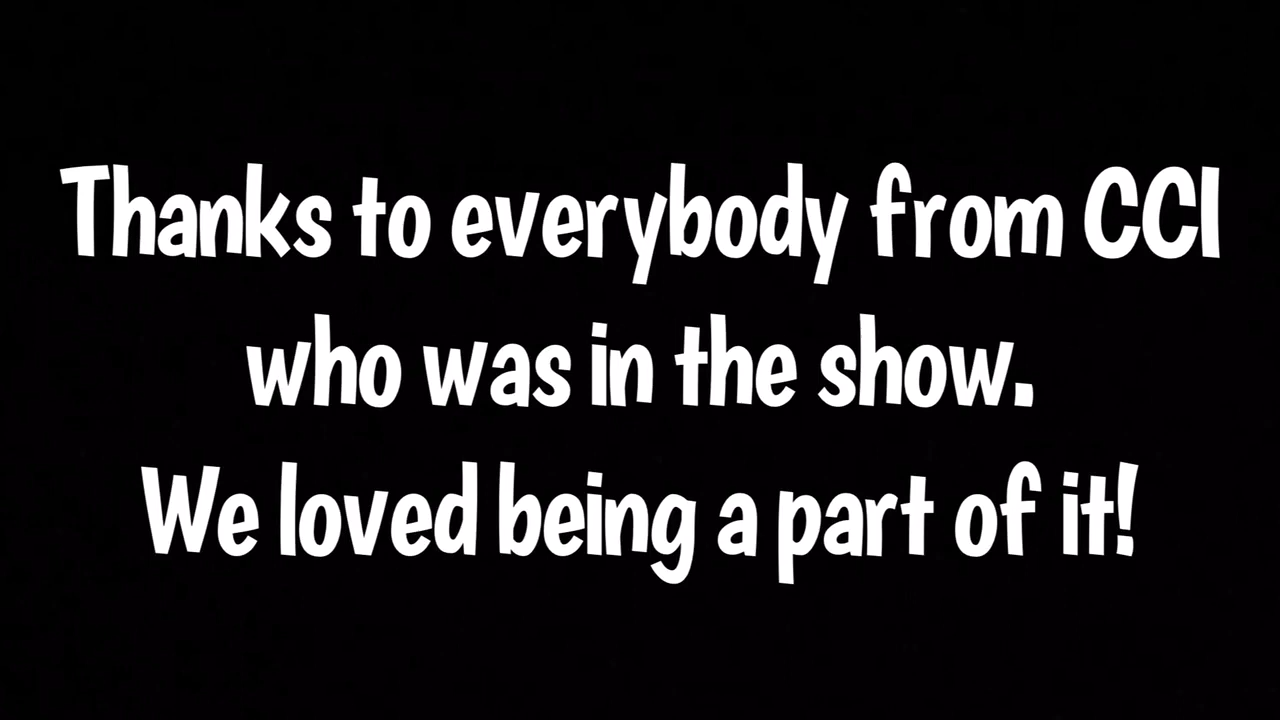 Thanks to everybody from CCI
who was in the show.
We loved being a part of it!